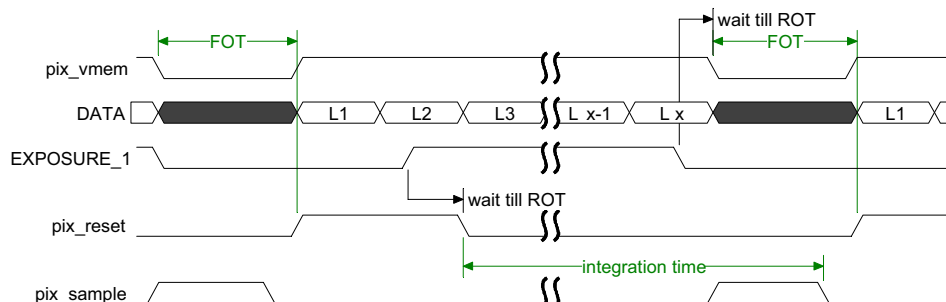 wait till ROT
FOT
FOT
pix_vmem
DATA
L1
L2
L3
L x-1
L x
L1
EXPOSURE_1
wait till ROT
pix_reset
integration time
pix_sample